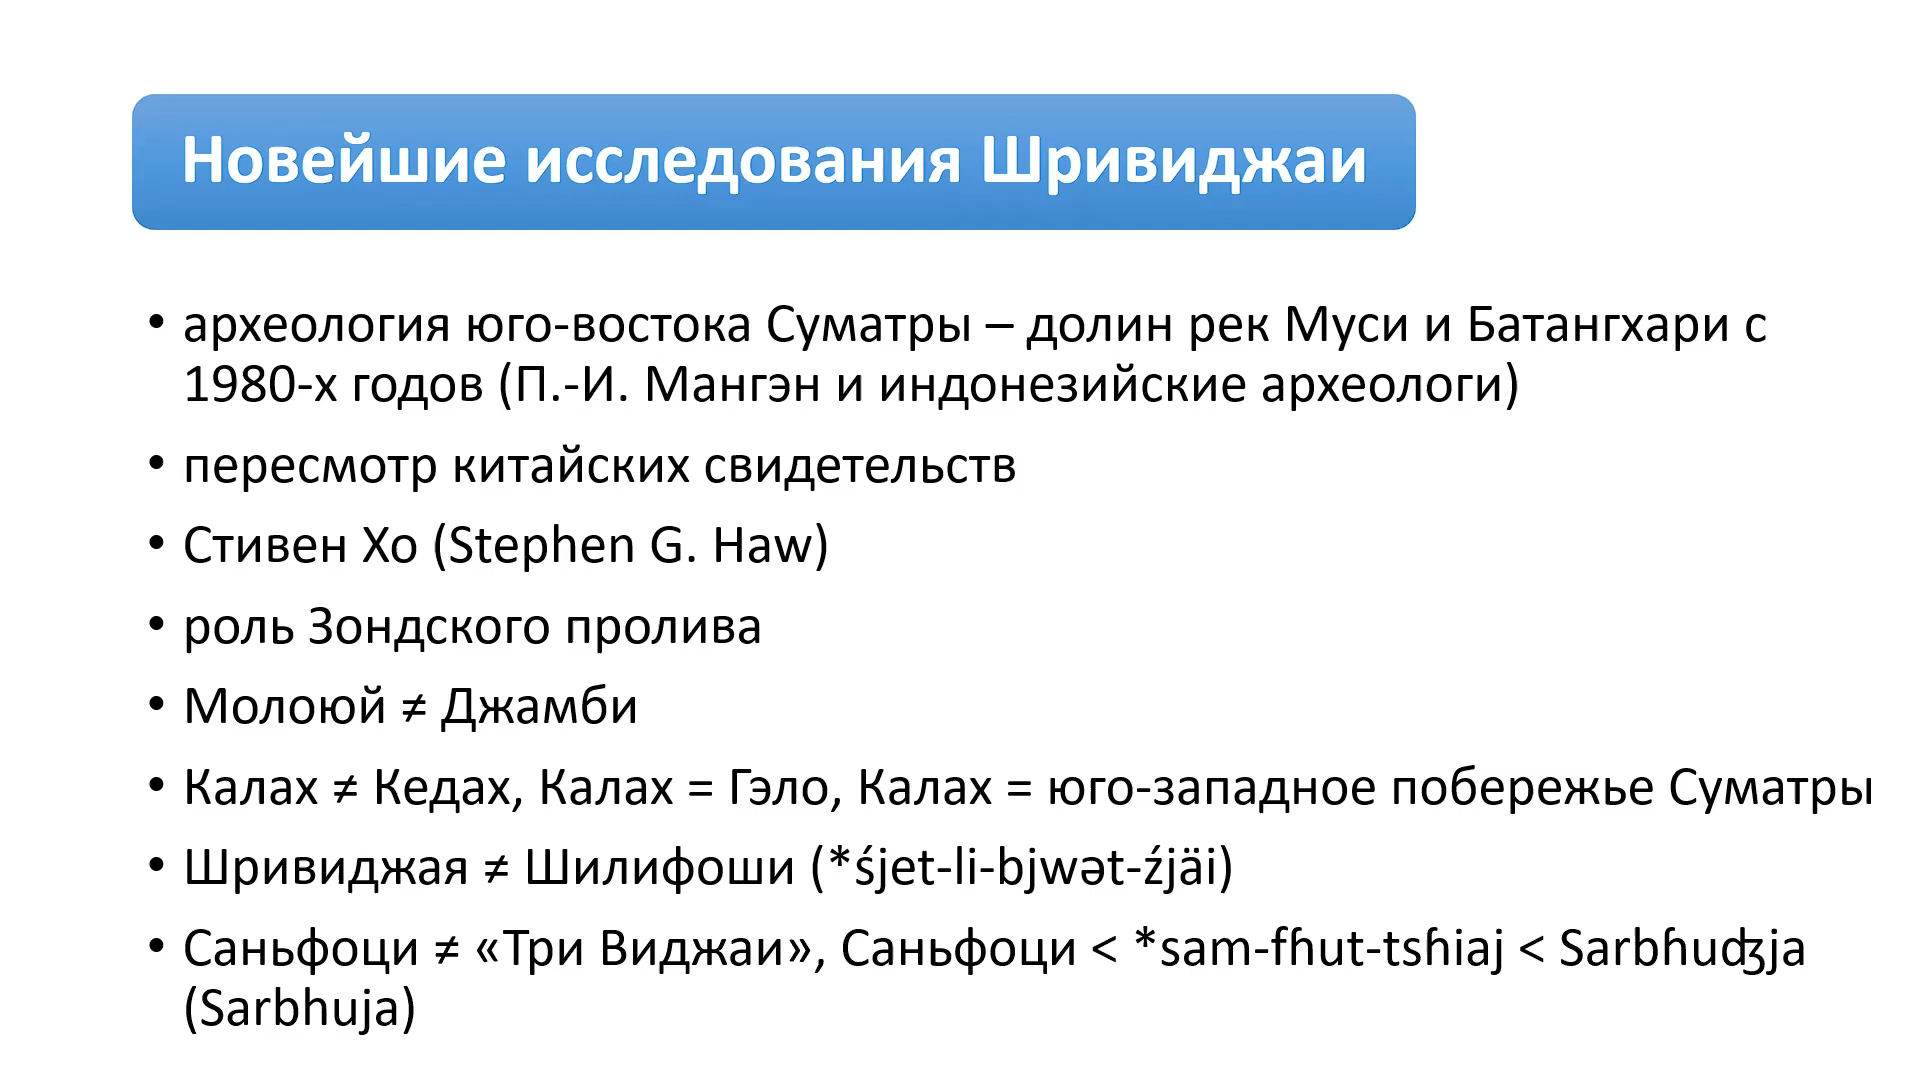 Новейшие исследования Шривиджаи
• археология юго-востока Суматры – долин рек Муси и Батангхари с
1980-х годов (П.-И. Мангэн и индонезийские археологи)
• пересмотр китайских свидетельств
• Стивен Хо (Stephen G. Haw)
• роль Зондского пролива
• Молоюй ≠ Джамби
• Калах ≠ Кедах, Калах = Гэло, Калах = юго-западное побережье Суматры
• Шривиджая ≠ Шилифоши (*śjet-li-bjwət-źjäi)
• Саньфоци ≠ «Три Виджаи», Саньфоци < *sam-fɦut-tsɦiaj < Sarbɦuʤja
(Sarbhuja)